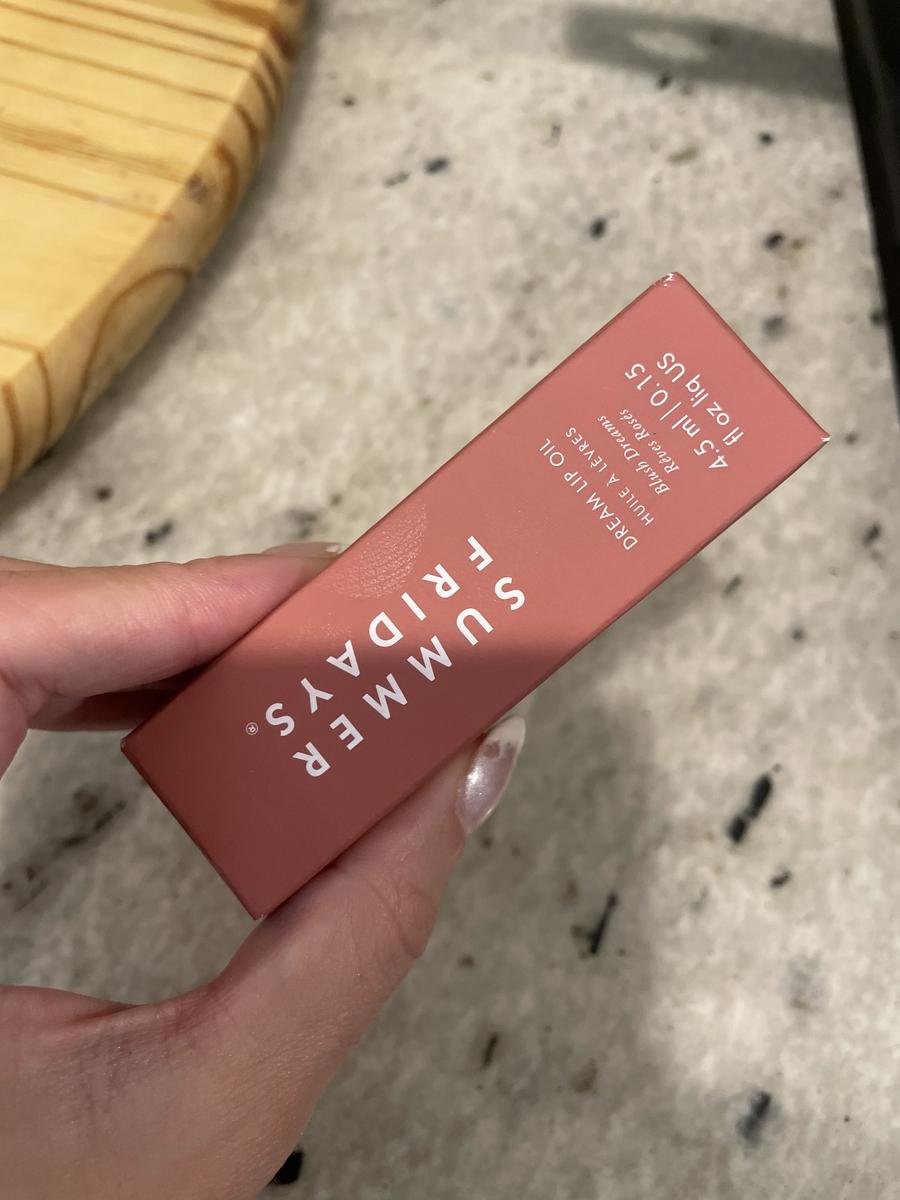 SUMMER
FRIDAYS®
DREAM LIP OIL
HUILE À LÈVRES
Blush Dreams
Rêves Rosés
4.5 ml | 0.15
fl oz liq US